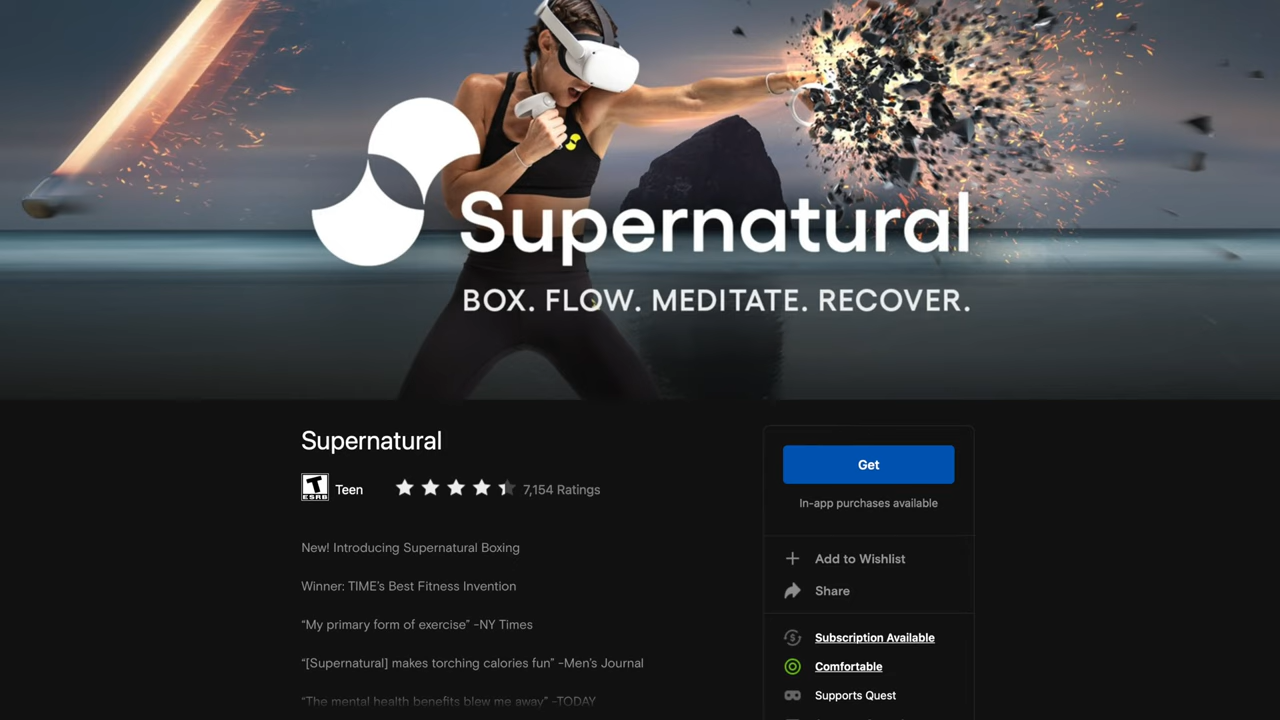 Supernatural
BOX. FLOW. MEDITATE. RECOVER.
Supernatural
T
ESRB
Teen
7,154 Ratings
New! Introducing Supernatural Boxing
Winner: TIME's Best Fitness Invention
“My primary form of exercise” -NY Times
“[Supernatural] makes torching calories fun” -Men's Journal
“The mental health benefits blew me away” -TODAY
Get
In-app purchases available
Add to Wishlist
Share
Subscription Available
Comfortable
Supports Quest